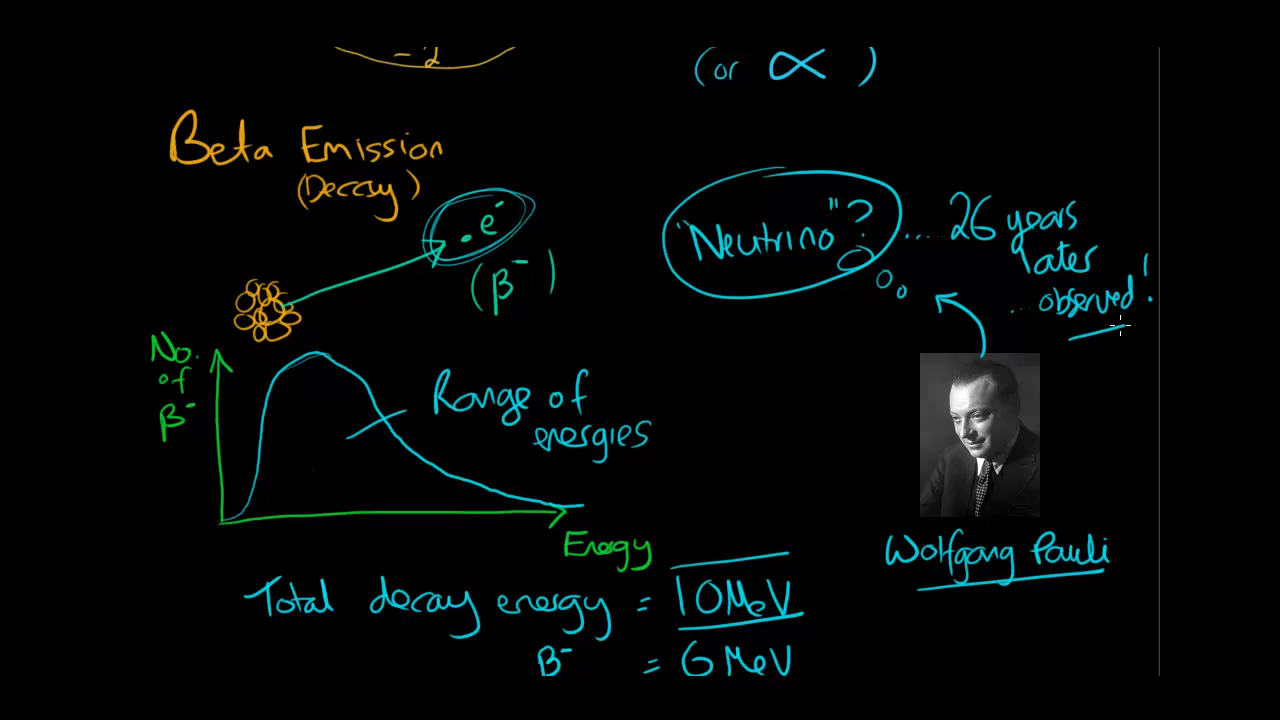 - 2
(or ∝ )
Beta Emission
(Decay)
. e⁻
(β⁻)
"Neutrino"?
.... 26 years
later
... observed!
No.
of
β⁻
Range of
energies
Energy
Wolfgang Pauli
Total decay energy = 10MeV
β⁻ = 6 MeV